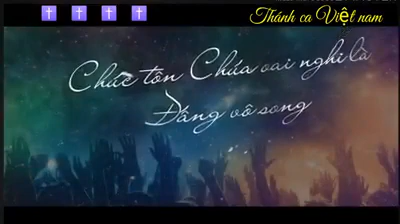 Thánh ca Việt nam
Chúc tôn Chúa oai nghi là
Đấng vô song